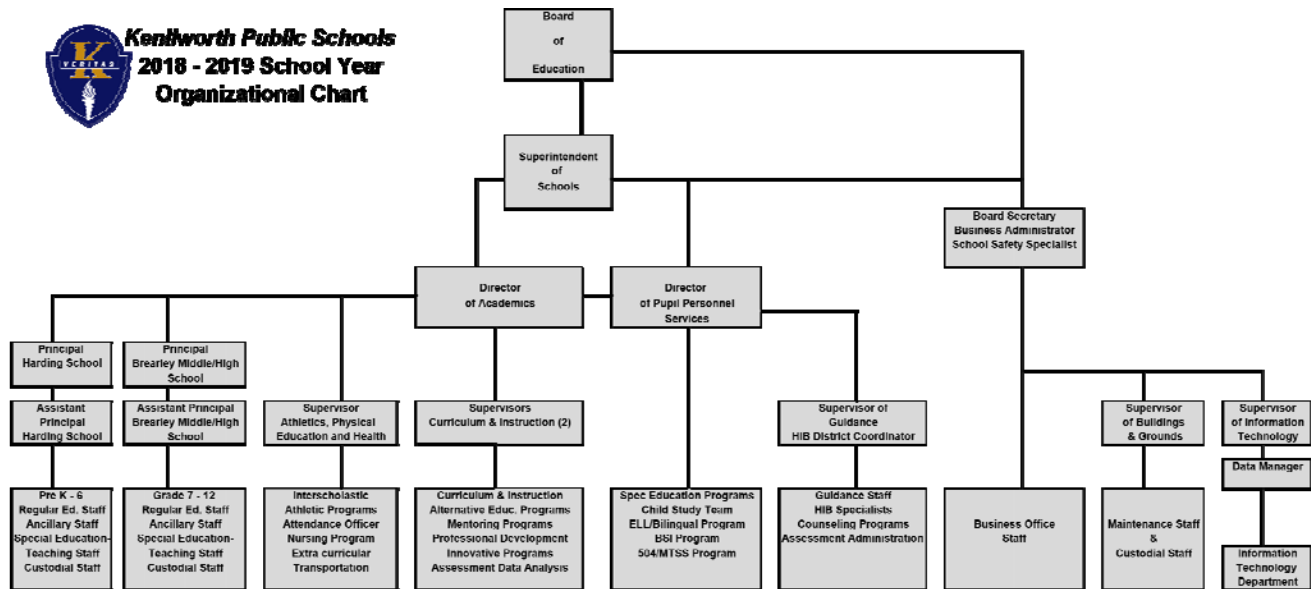 Kenilworth Public Schools
2018 - 2019 School Year
Organizational Chart
K
VERITAS
Board
of
Education
Superintendent
of
Schools
Board Secretary
Business Administrator
School Safety Specialist
Director
of Academics
Director
of Pupil Personnel
Services
Principal
Harding School
Principal
Brearley Middle/High
School
Assistant
Principal
Harding School
Assistant Principal
Brearley Middle/High
School
Supervisor
Athletics, Physical
Education and Health
Supervisors
Curriculum & Instruction (2)
Supervisor of
Guidance
HIB District Coordinator
Supervisor
of Buildings
& Grounds
Supervisor
of Information
Technology
Data Manager
Pre K - 6
Regular Ed. Staff
Ancillary Staff
Special Education-
Teaching Staff
Custodial Staff
Grade 7 - 12
Regular Ed. Staff
Ancillary Staff
Special Education-
Teaching Staff
Custodial Staff
Interscholastic
Athletic Programs
Attendance Officer
Nursing Program
Extra curricular
Transportation
Curriculum & Instruction
Alternative Educ. Programs
Mentoring Programs
Professional Development
Innovative Programs
Assessment Data Analysis
Spec Education Programs
Child Study Team
ELL/Bilingual Program
BSI Program
504/MTSS Program
Guidance Staff
HIB Specialists
Counseling Programs
Assessment Administration
Business Office
Staff
Maintenance Staff
&
Custodial Staff
Information
Technology
Department